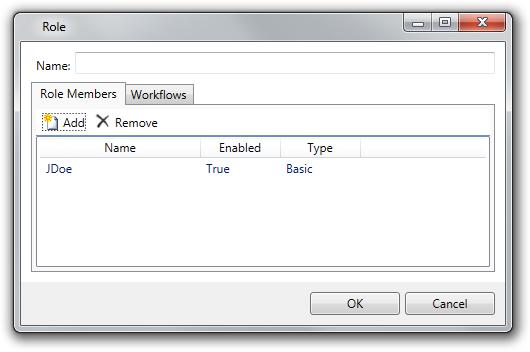 Role
Name:
Role Members Workflows
Add Remove
Name Enabled Type
JDoe True Basic
OK Cancel